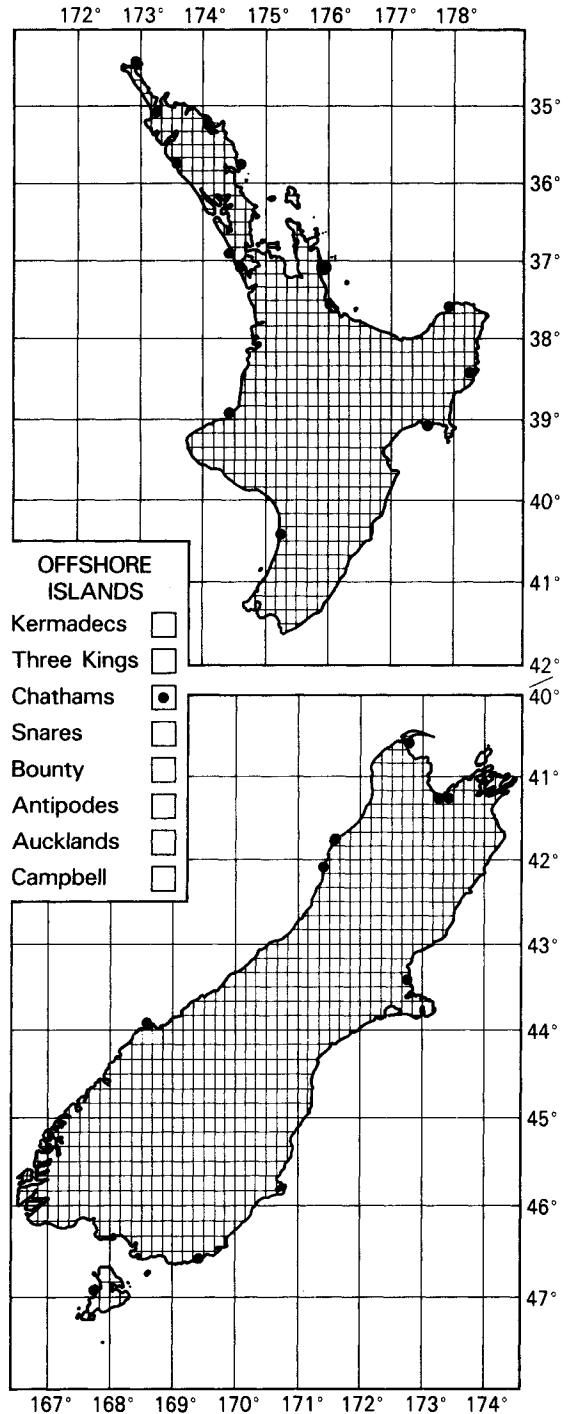 172° 173° 174° 175° 176° 177° 178°
35°
36°
37°
38°
39°
40°
41°
42°
OFFSHORE
ISLANDS
Kermadecs
Three Kings
Chathams
Snares
Bounty
Antipodes
Aucklands
Campbell
40°
41°
42°
43°
44°
45°
46°
47°
167° 168° 169° 170° 171° 172° 173° 174°